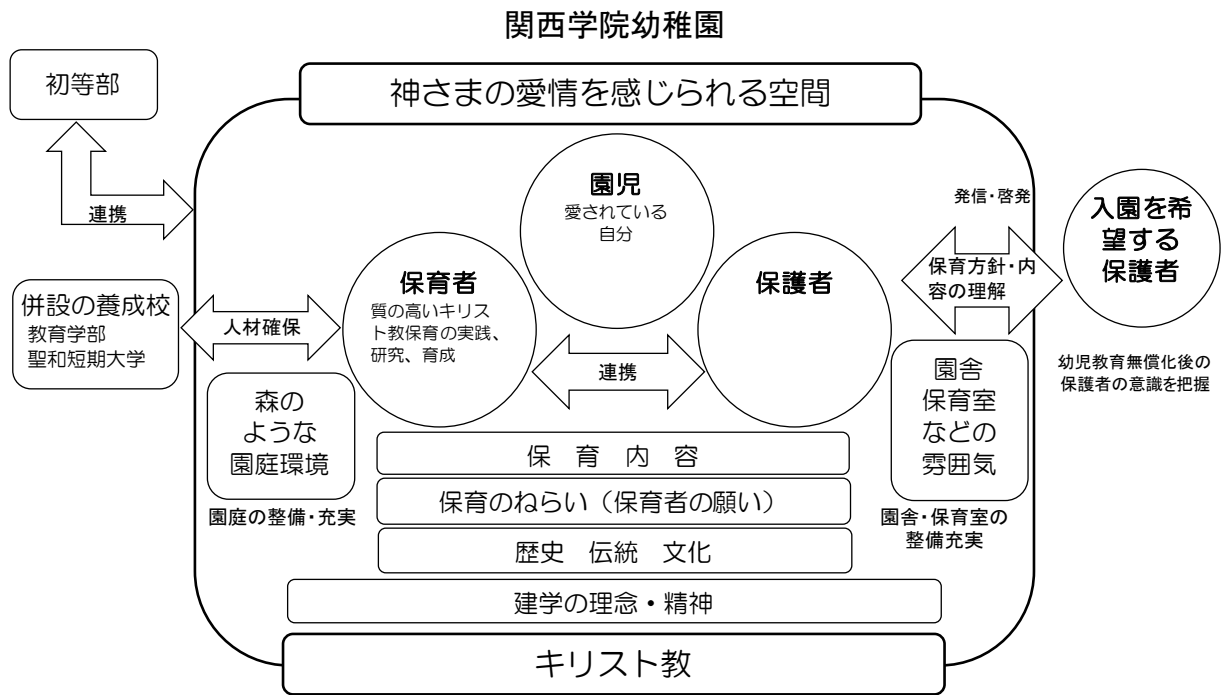 関西学院幼稚園
初等部
神さまの愛情を感じられる空間
連携
園児
愛されている
自分
発信・啓発
入園を希
望する
保護者
保育者
質の高いキリス
ト教保育の実践、
研究、育成
保護者
保育方針・内
容の理解
併設の養成校
教育学部
聖和短期大学
人材確保
連携
幼児教育無償化後の
保護者の意識を把握
森の
ような
園庭環境
園庭の整備・充実
園舎
保育室
などの
雰囲気
園舎・保育室の
整備充実
保　育　内　容
保育のねらい（保育者の願い）
歴史　伝統　文化
建学の理念・精神
キリスト教